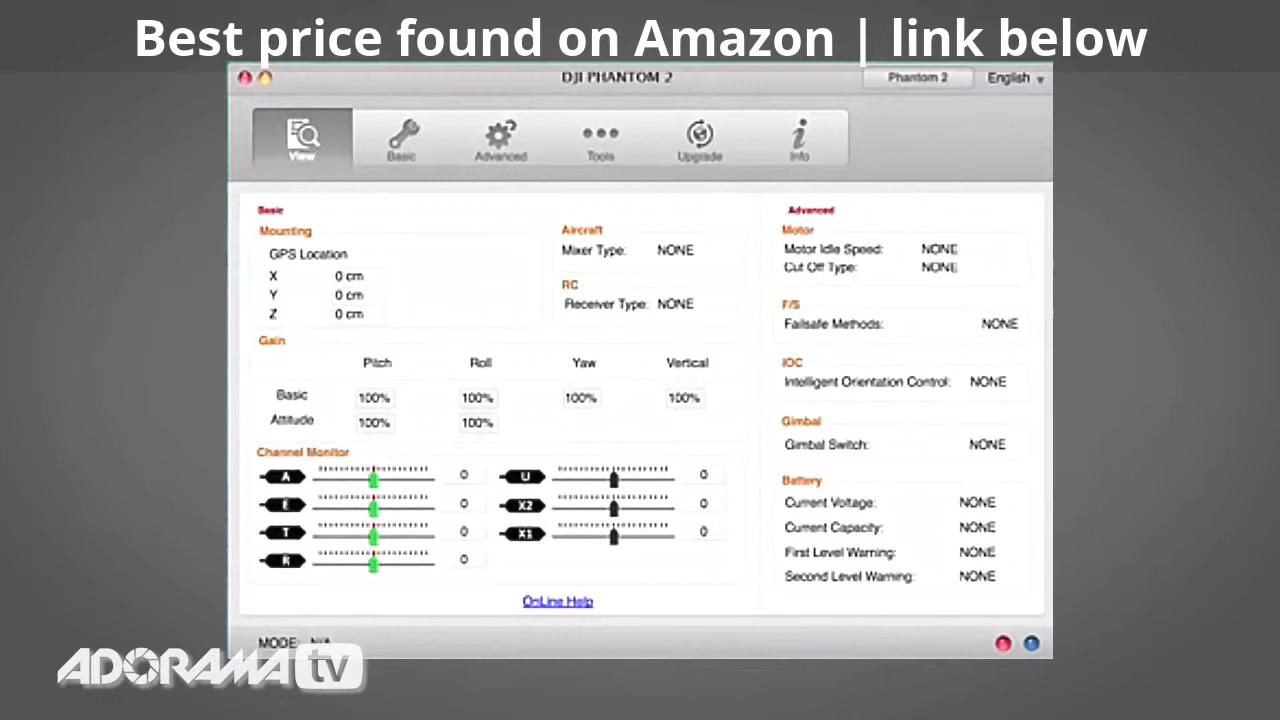 Best price found on Amazon | link below
DJI PHANTOM 2
Phantom 2
English
View
Basic
Advanced
Tools
Upgrade
Info
Basic
Mounting
GPS Location
X 0 cm
Y 0 cm
Z 0 cm
Aircraft
Mixer Type: NONE
RC
Receiver Type: NONE
Gain
Pitch Roll Yaw Vertical
Basic 100% 100% 100% 100%
Attitude 100% 100%
Channel Monitor
A 0 U 0
E 0 X2 0
T 0 X1 0
R 0
OnLine Help
Advanced
Motor
Motor Idle Speed: NONE
Cut Off Type: NONE
F/S
Failsafe Methods: NONE
IOC
Intelligent Orientation Control: NONE
Gimbal
Gimbal Switch: NONE
Battery
Current Voltage: NONE
Current Capacity: NONE
First Level Warning: NONE
Second Level Warning: NONE
MODE: N/A
ADORAMA tv